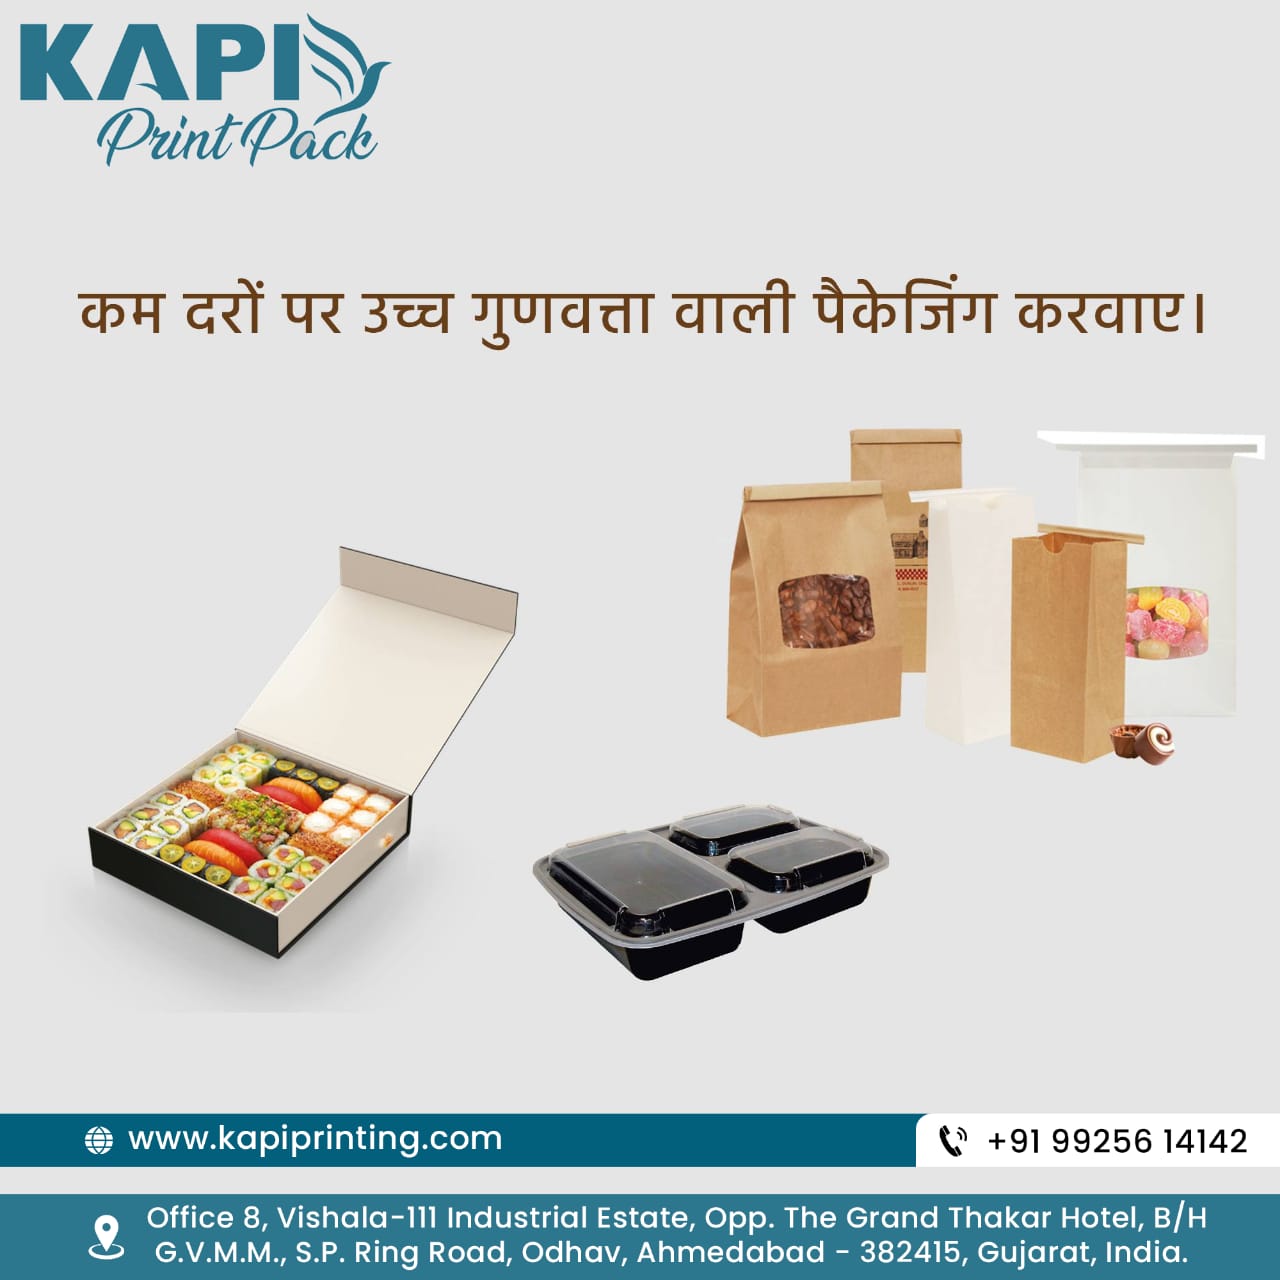 KAPI
Print Pack
कम दरों पर उच्च गुणवत्ता वाली पैकेजिंग करवाए।
www.kapiprinting.com
+91 99256 14142
Office 8, Vishala-111 Industrial Estate, Opp. The Grand Thakar Hotel, B/H
G.V.M.M., S.P. Ring Road, Odhav, Ahmedabad - 382415, Gujarat, India.